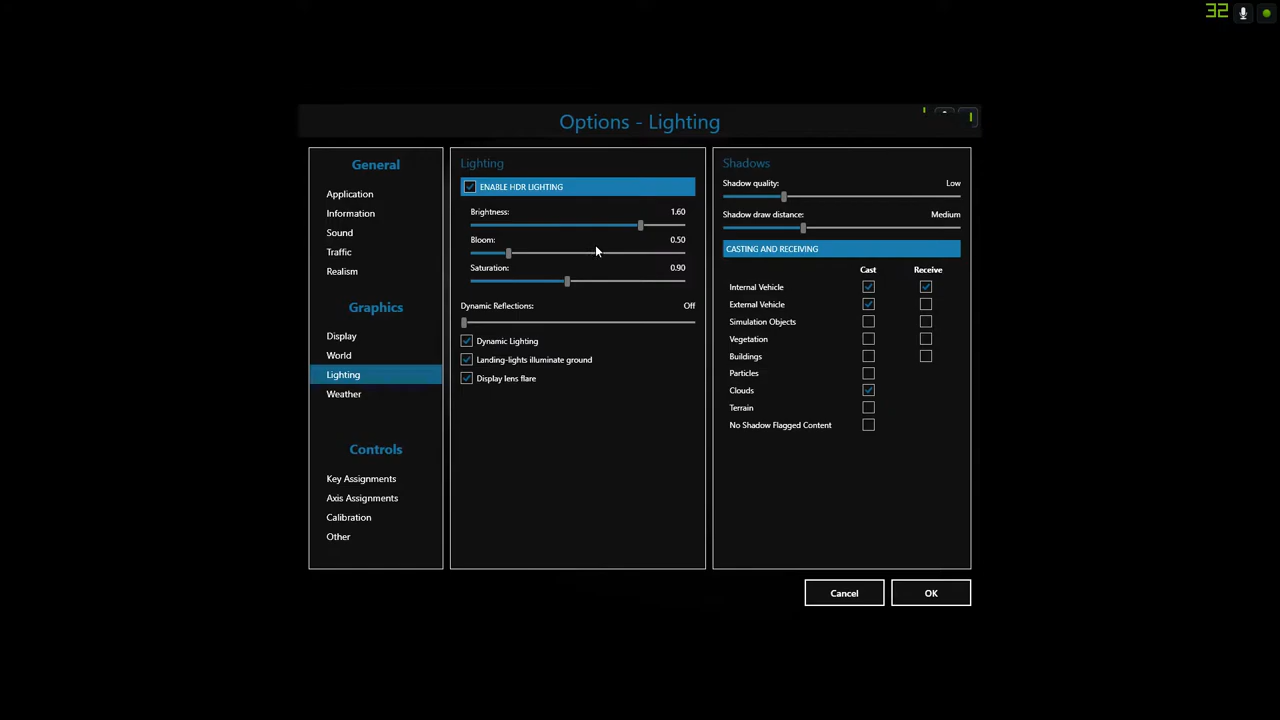 32
Options - Lighting
General
Application
Information
Sound
Traffic
Realism
Graphics
Display
World
Lighting
Weather
Controls
Key Assignments
Axis Assignments
Calibration
Other
Lighting
ENABLE HDR LIGHTING
Brightness: 1.60
Bloom: 0.50
Saturation: 0.90
Dynamic Reflections: Off
Dynamic Lighting
Landing-lights illuminate ground
Display lens flare
Shadows
Shadow quality: Low
Shadow draw distance: Medium
CASTING AND RECEIVING
Cast Receive
Internal Vehicle
External Vehicle
Simulation Objects
Vegetation
Buildings
Particles
Clouds
Terrain
No Shadow Flagged Content
Cancel OK